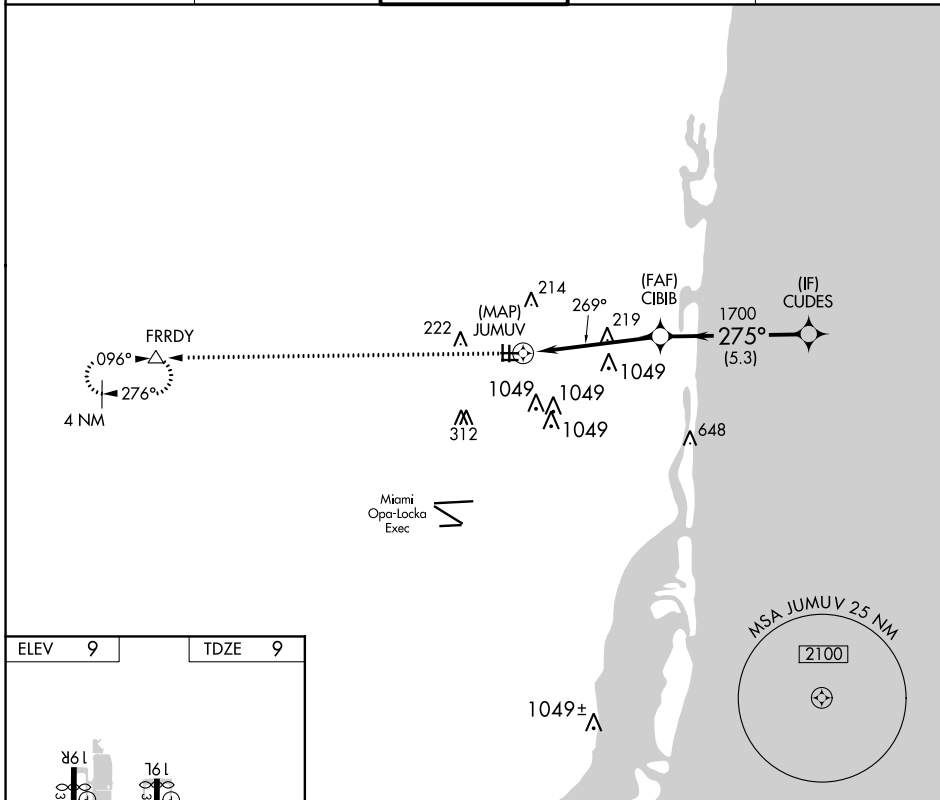 (IF)
CUDES
(FAF)
CIBIB
1700
275°
(5.3)
269°
214
219
(MAP)
JUMUV
222
FRRDY
096°
276°
4 NM
1049
1049
1049
1049
312
648
Miami
Opa-Locka
Exec
MSA JUMUV 25 NM
2100
1049±
ELEV 9
TDZE 9
19R
19L
3
3